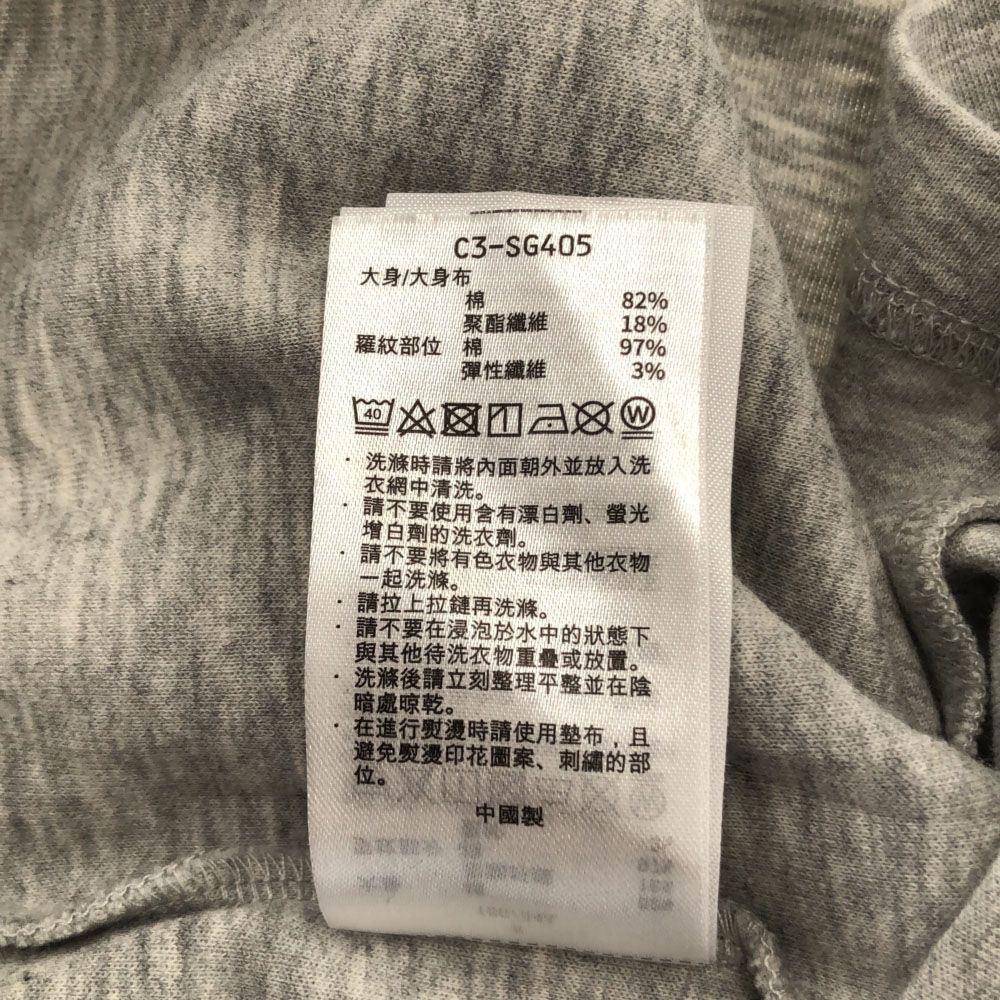 C3-SG405
大身/大身布
棉 82%
聚酯纖維 18%
羅紋部位 棉 97%
彈性纖維 3%
40 W
· 洗滌時請將內面朝外並放入洗
衣網中清洗。
· 請不要使用含有漂白劑、螢光
增白劑的洗衣劑。
· 請不要將有色衣物與其他衣物
一起洗滌。
· 請拉上拉鏈再洗滌。
· 請不要在浸泡於水中的狀態下
與其他待洗衣物重疊或放置。
· 洗滌後請立刻整理平整並在陰
暗處晾乾。
· 在進行熨燙時請使用墊布，且
避免熨燙印花圖案、刺繡的部
位。
中國製